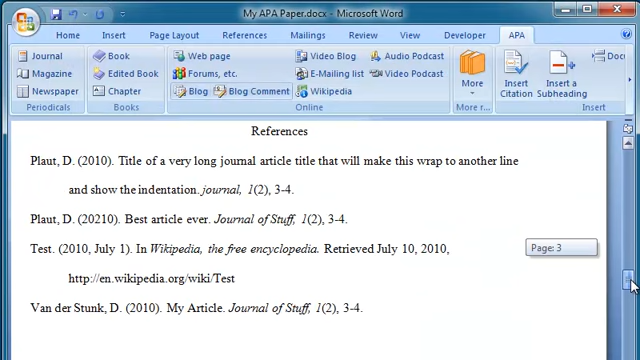 My APA Paper.docx - Microsoft Word
Home Insert Page Layout References Mailings Review View Developer APA
Journal Book Web page Video Blog Audio Podcast Docu
Magazine Edited Book Forums, etc. E-Mailing list Video Podcast
Newspaper Chapter Blog Blog Comment Wikipedia
More Insert Citation Insert a Subheading
Periodicals Books Online More r... Insert
References
Plaut, D. (2010). Title of a very long journal article title that will make this wrap to another line
and show the indentation. journal, 1(2), 3-4.
Plaut, D. (20210). Best article ever. Journal of Stuff, 1(2), 3-4.
Test. (2010, July 1). In Wikipedia, the free encyclopedia. Retrieved July 10, 2010,
Page: 3
http://en.wikipedia.org/wiki/Test
Van der Stunk, D. (2010). My Article. Journal of Stuff, 1(2), 3-4.